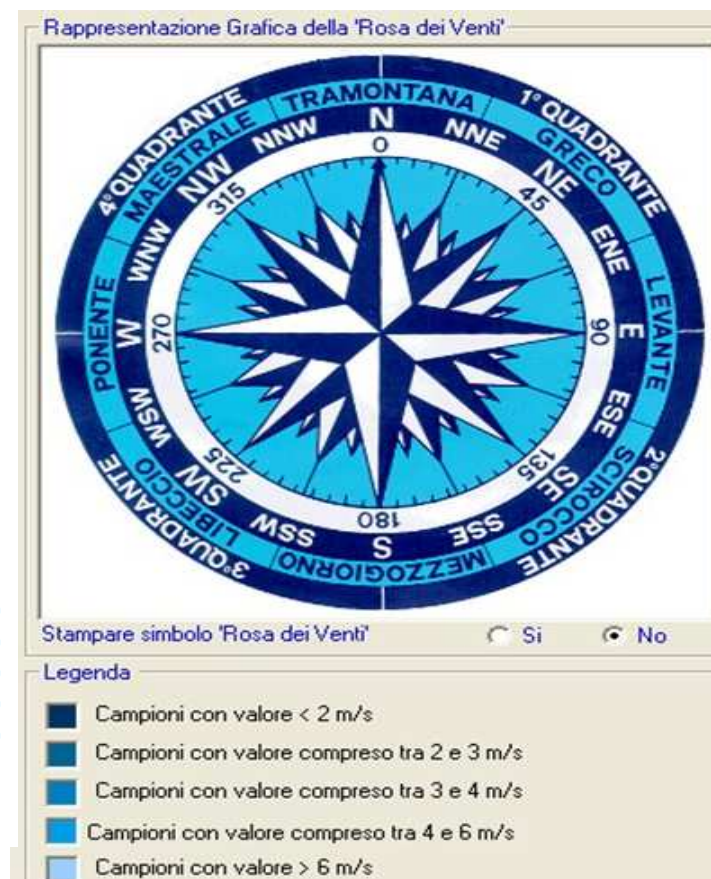 Rappresentazione Grafica della 'Rosa dei Venti'
4° QUADRANTE
1° QUADRANTE
MAESTRALE
TRAMONTANA
GRECO
NW
NNW
N
NNE
NE
315
0
45
WNW
ENE
PONENTE
W
270
90
E
LEVANTE
WSW
ESE
225
180
135
SW
SSW
S
SSE
SE
LIBECCIO
MEZZOGIORNO
SCIROCCO
3° QUADRANTE
2° QUADRANTE
Stampare simbolo 'Rosa dei Venti' Si No
Legenda
Campioni con valore < 2 m/s
Campioni con valore compreso tra 2 e 3 m/s
Campioni con valore compreso tra 3 e 4 m/s
Campioni con valore compreso tra 4 e 6 m/s
Campioni con valore > 6 m/s